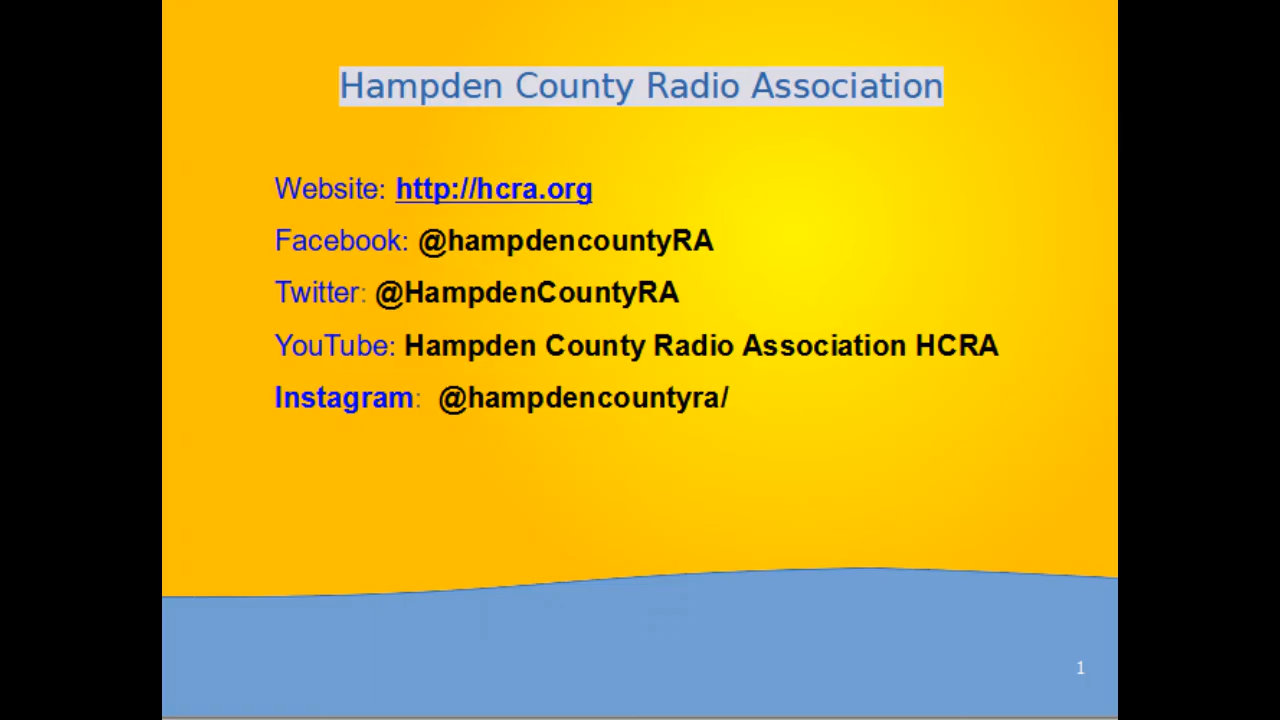 Hampden County Radio Association
Website: http://hcra.org
Facebook: @hampdencountyRA
Twitter: @HampdenCountyRA
YouTube: Hampden County Radio Association HCRA
Instagram: @hampdencountyra/
1